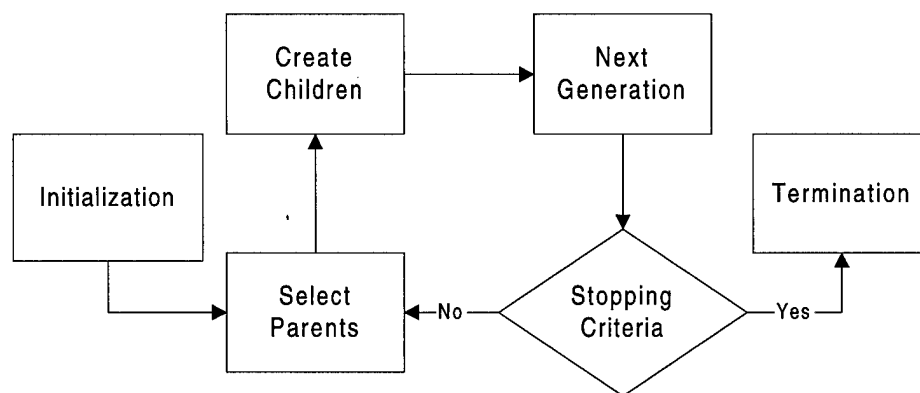 Create
Children
Next
Generation
Initialization
Termination
Select
Parents
No
Stopping
Criteria
Yes